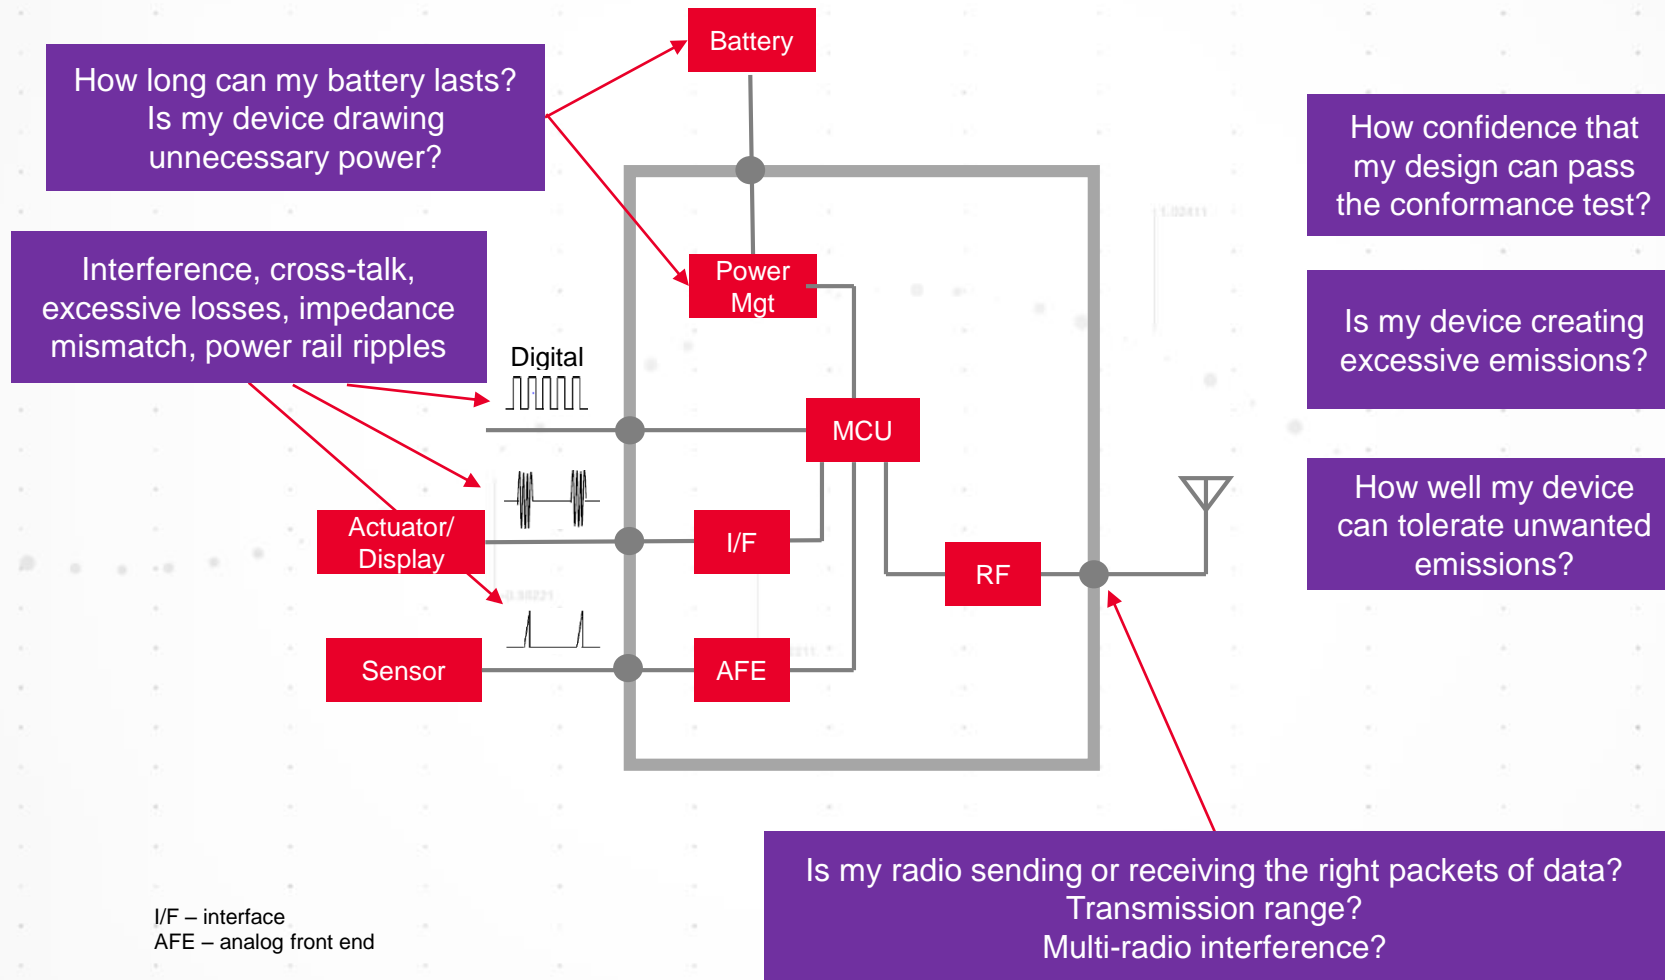 Battery
How long can my battery lasts?
Is my device drawing
unnecessary power?
How confidence that
my design can pass
the conformance test?
1.02411
Interference, cross-talk,
excessive losses, impedance
mismatch, power rail ripples
Power
Mgt
Is my device creating
excessive emissions?
Digital
MCU
How well my device
can tolerate unwanted
emissions?
Actuator/
Display
I/F
RF
Sensor
AFE
Is my radio sending or receiving the right packets of data?
Transmission range?
Multi-radio interference?
I/F – interface
AFE – analog front end